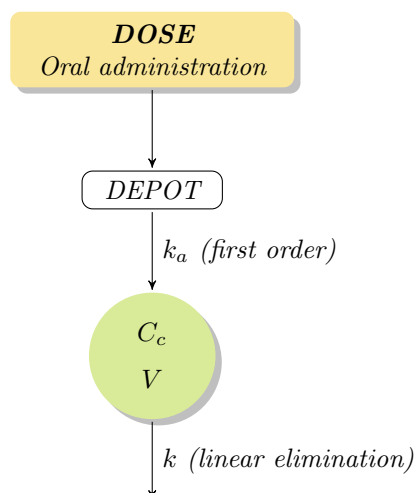 DOSE
Oral administration
DEPOT
k_a (first order)
C_c
V
k (linear elimination)